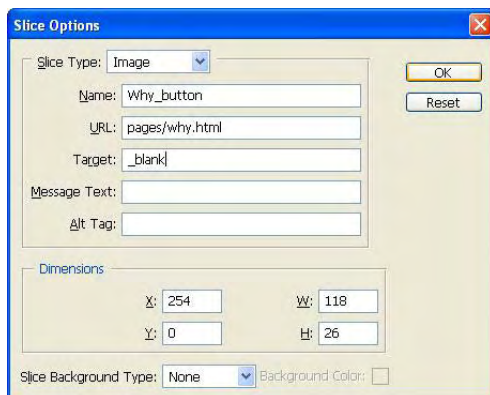 Slice Options
Slice Type: Image
OK
Name: Why_button
Reset
URL: pages/why.html
Target: _blank
Message Text:
Alt Tag:
Dimensions
X: 254 W: 118
Y: 0 H: 26
Slice Background Type: None Background Color: